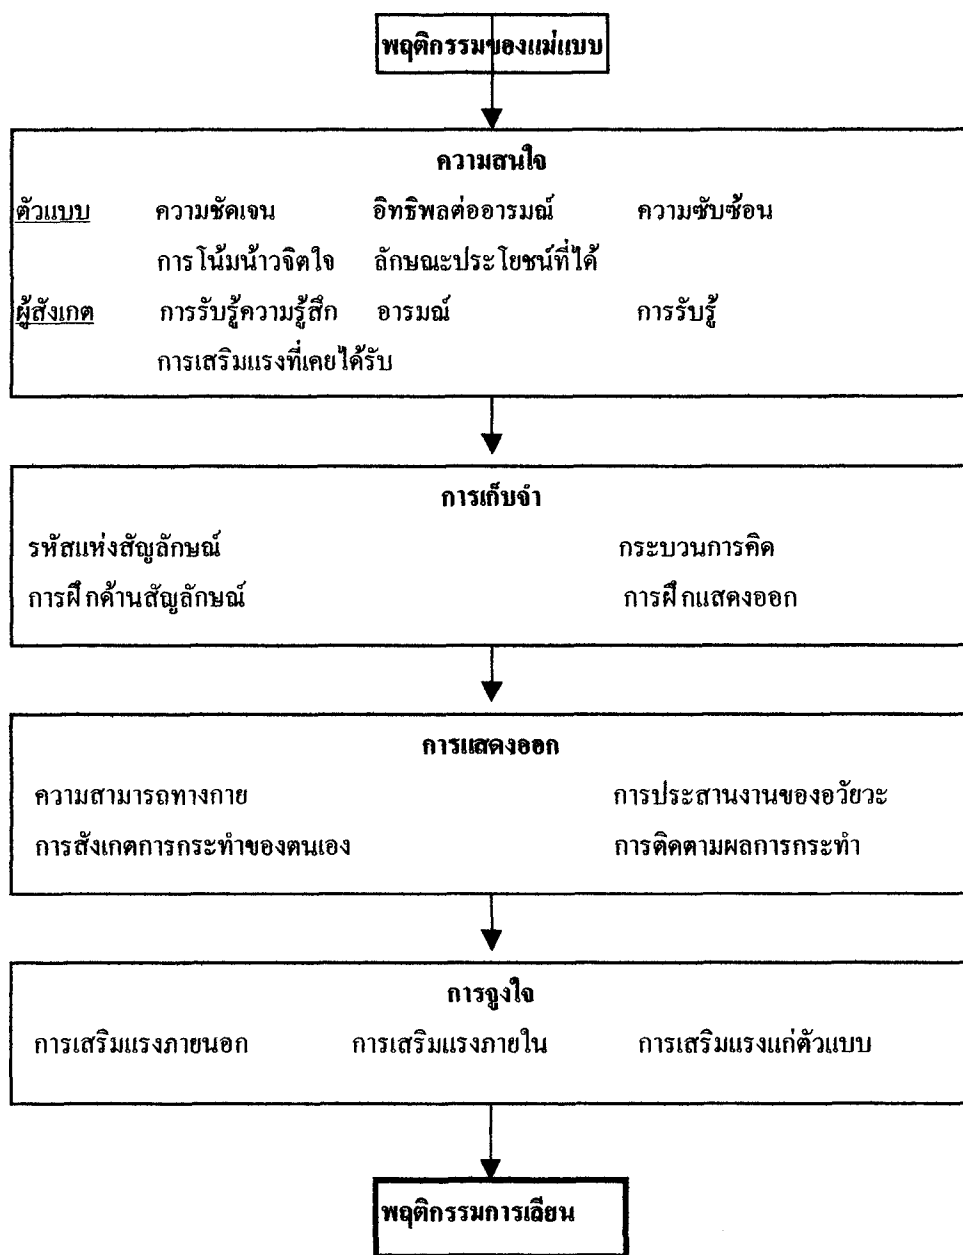 พฤติกรรมของแม่แบบ
ความสนใจ
ตัวแบบ ความชัดเจน อิทธิพลต่ออารมณ์ ความซับซ้อน
การโน้มน้าวจิตใจ ลักษณะประโยชน์ที่ได้
ผู้สังเกต การรับรู้ความรู้สึก อารมณ์ การรับรู้
การเสริมแรงที่เคยได้รับ
การเก็บจำ
รหัสแห่งสัญลักษณ์ กระบวนการคิด
การฝึกด้านสัญลักษณ์ การฝึกแสดงออก
การแสดงออก
ความสามารถทางกาย การประสานงานของอวัยวะ
การสังเกตการกระทำของตนเอง การติดตามผลการกระทำ
การจูงใจ
การเสริมแรงภายนอก การเสริมแรงภายใน การเสริมแรงแก่ตัวแบบ
พฤติกรรมการเลียน